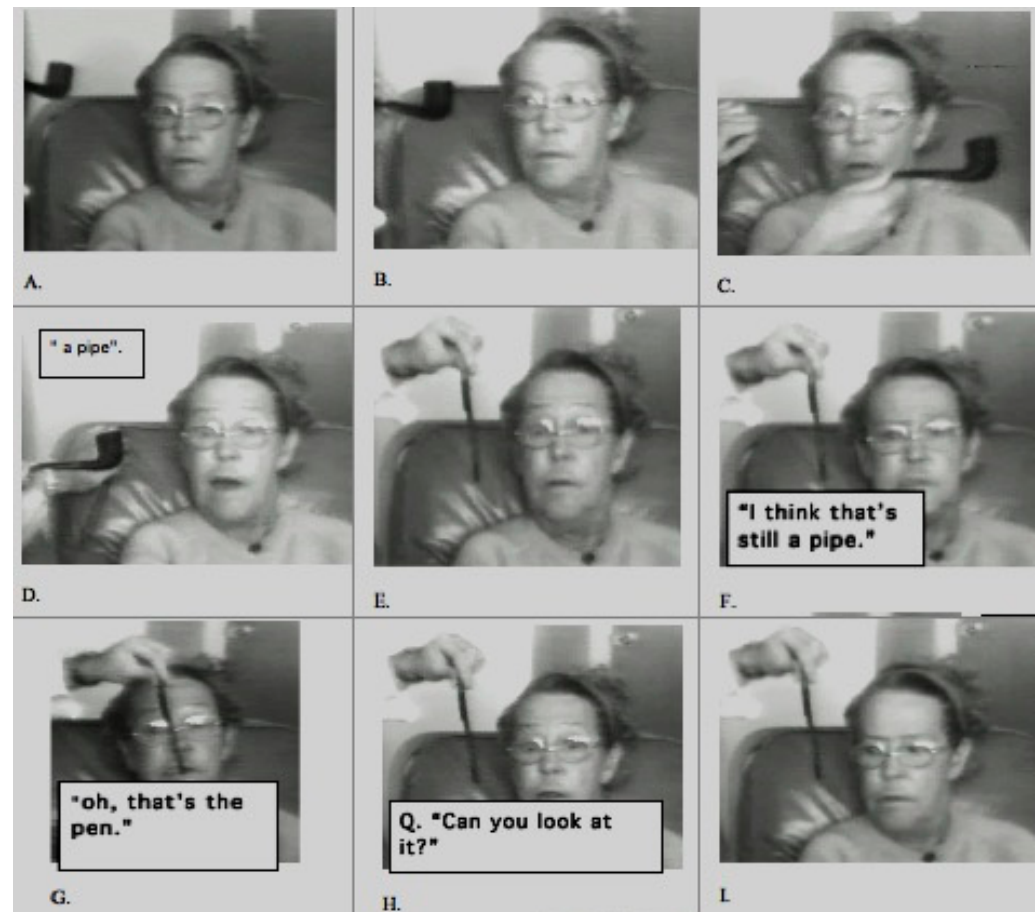 A.
B.
C.
" a pipe".
D.
E.
F.
"I think that's
still a pipe."
"oh, that's the
pen."
G.
Q. "Can you look at
it?"
H.
I.